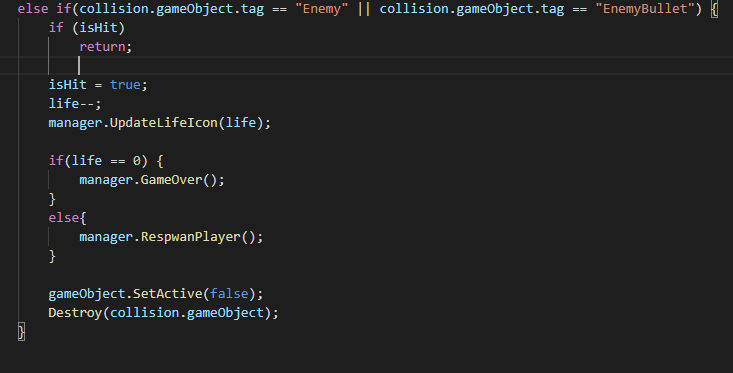 else if(collision.gameObject.tag == "Enemy" || collision.gameObject.tag == "EnemyBullet") {
if (isHit)
return;
isHit = true;
life--;
manager.UpdateLifeIcon(life);
if(life == 0) {
manager.GameOver();
}
else{
manager.RespwanPlayer();
}
gameObject.SetActive(false);
Destroy(collision.gameObject);
}